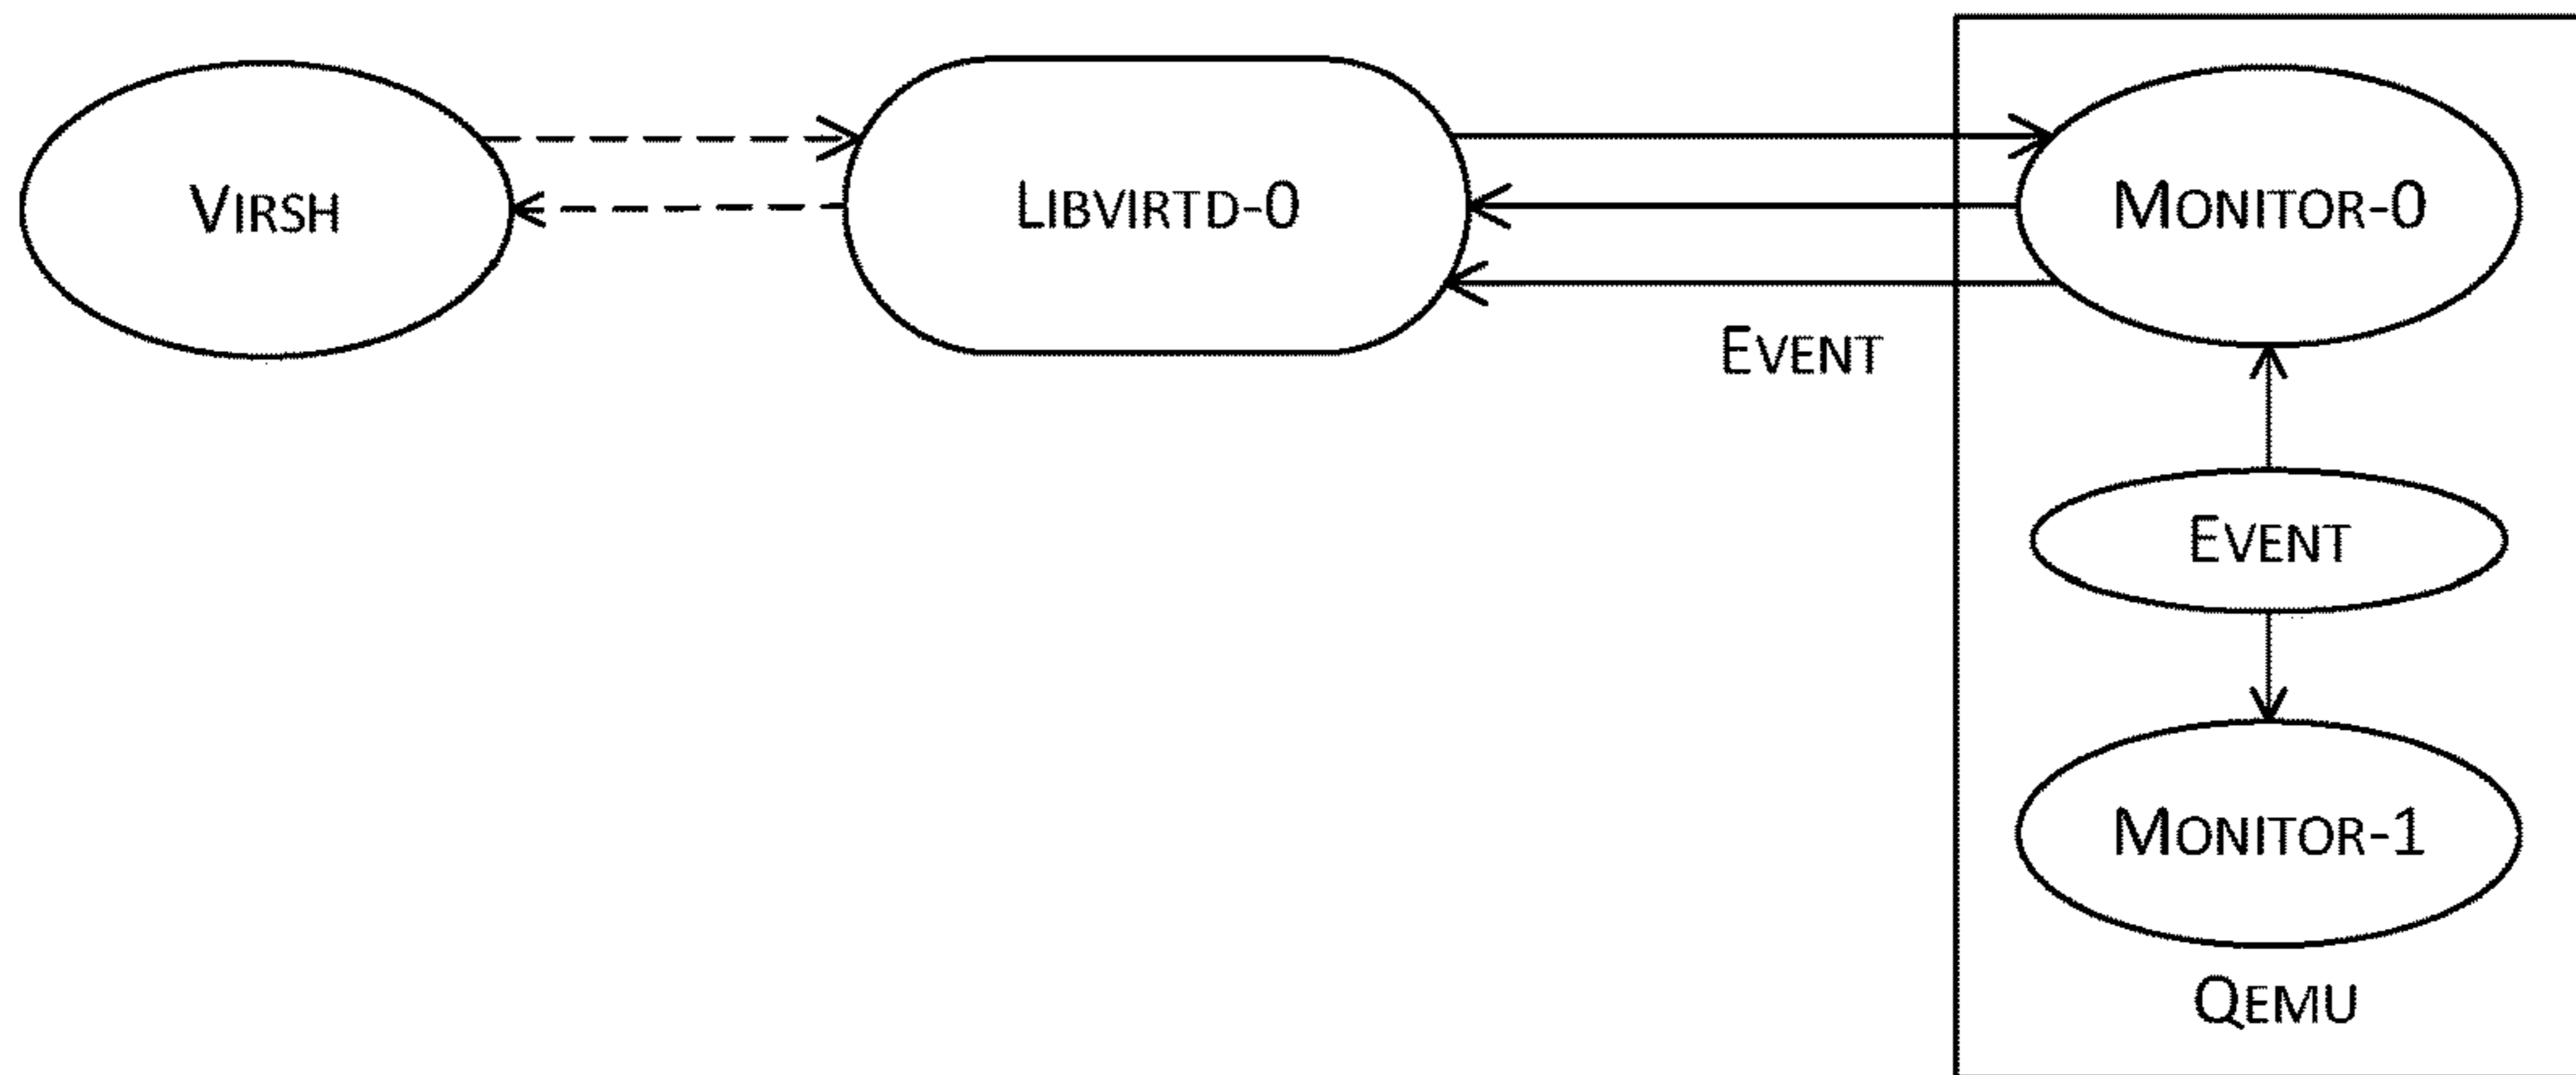 VIRSH
LIBVIRTD-0
MONITOR-0
EVENT
EVENT
MONITOR-1
QEMU